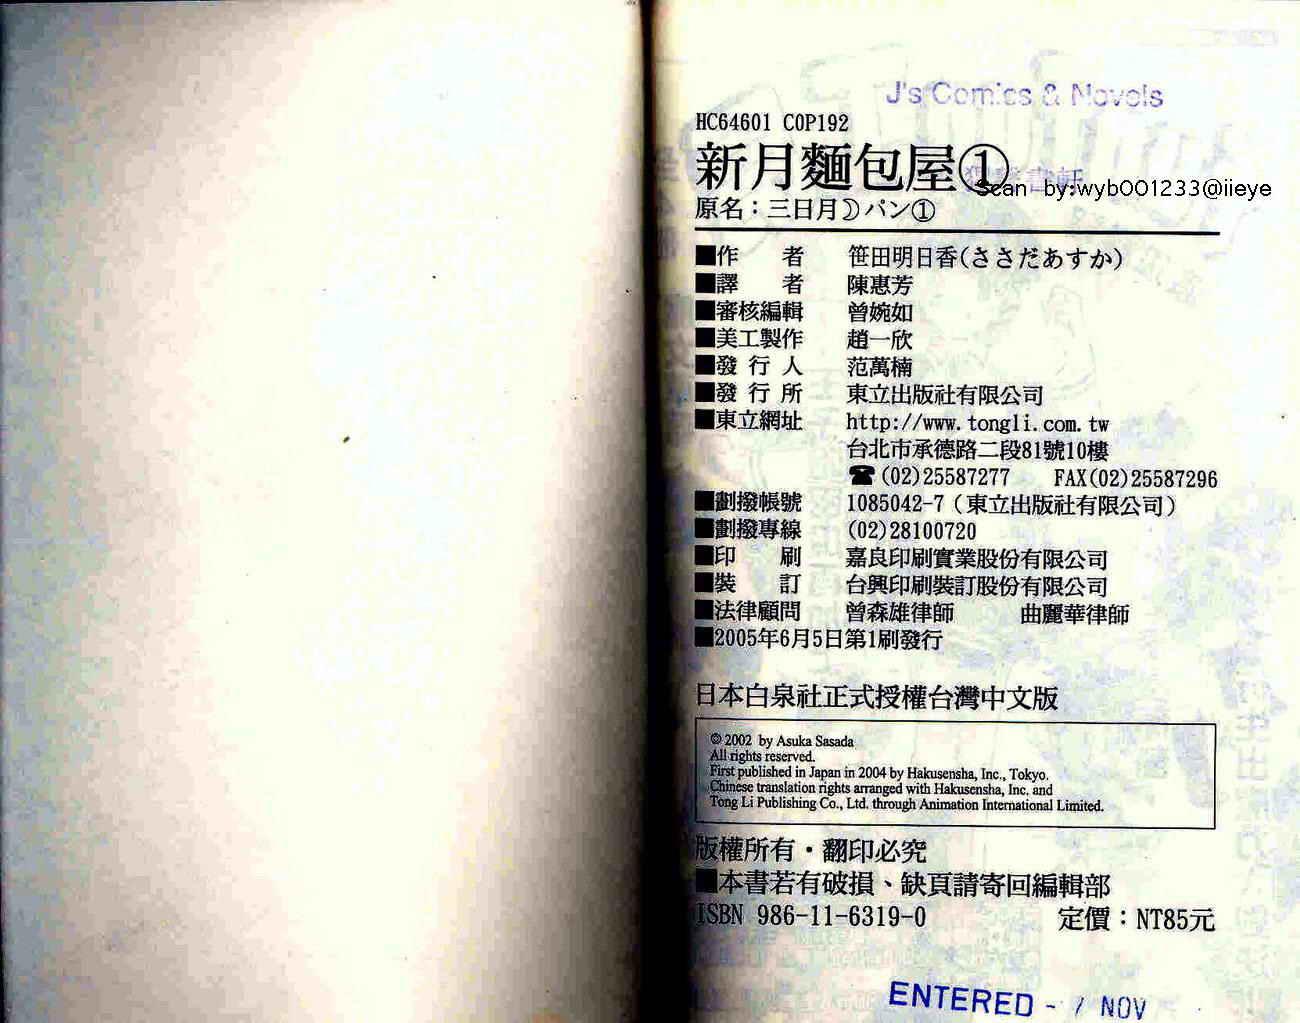 J's Comics & Novels
HC64601 COP192
新月麵包屋①
Scan by:wyb001233@iieye
原名：三日月☽パン①
■作者 笹田明日香(ささだあすか)
■譯者 陳惠芳
■審核編輯 曾婉如
■美工製作 趙一欣
■發行人 范萬楠
■發行所 東立出版社有限公司
■東立網址 http://www.tongli.com.tw
台北市承德路二段81號10樓
☎(02)25587277 FAX(02)25587296
■劃撥帳號 1085042-7（東立出版社有限公司）
■劃撥專線 (02)28100720
■印刷 嘉良印刷實業股份有限公司
■裝訂 台興印刷裝訂股份有限公司
■法律顧問 曾森雄律師 曲麗華律師
■2005年6月5日第1刷發行
日本白泉社正式授權台灣中文版
© 2002 by Asuka Sasada
All rights reserved.
First published in Japan in 2004 by Hakusensha, Inc., Tokyo.
Chinese translation rights arranged with Hakusensha, Inc. and
Tong Li Publishing Co., Ltd. through Animation International Limited.
版權所有・翻印必究
■本書若有破損、缺頁請寄回編輯部
ISBN 986-11-6319-0 定價：NT85元
ENTERED - 7 NOV